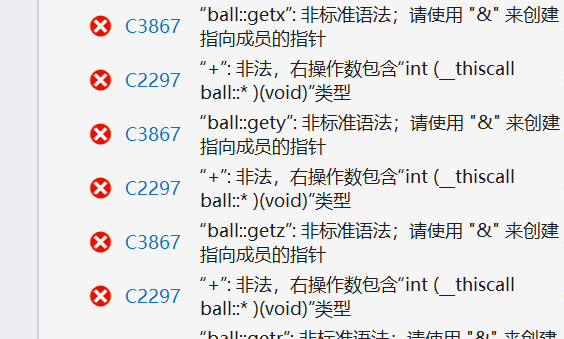 C3867 “ball::getx”: 非标准语法；请使用 "&" 来创建
指向成员的指针
C2297 “+”: 非法，右操作数包含“int (__thiscall
ball::* )(void)”类型
C3867 “ball::gety”: 非标准语法；请使用 "&" 来创建
指向成员的指针
C2297 “+”: 非法，右操作数包含“int (__thiscall
ball::* )(void)”类型
C3867 “ball::getz”: 非标准语法；请使用 "&" 来创建
指向成员的指针
C2297 “+”: 非法，右操作数包含“int (__thiscall
ball::* )(void)”类型
“ball::getr”: 非标准语法；请使用 "&" 来创建